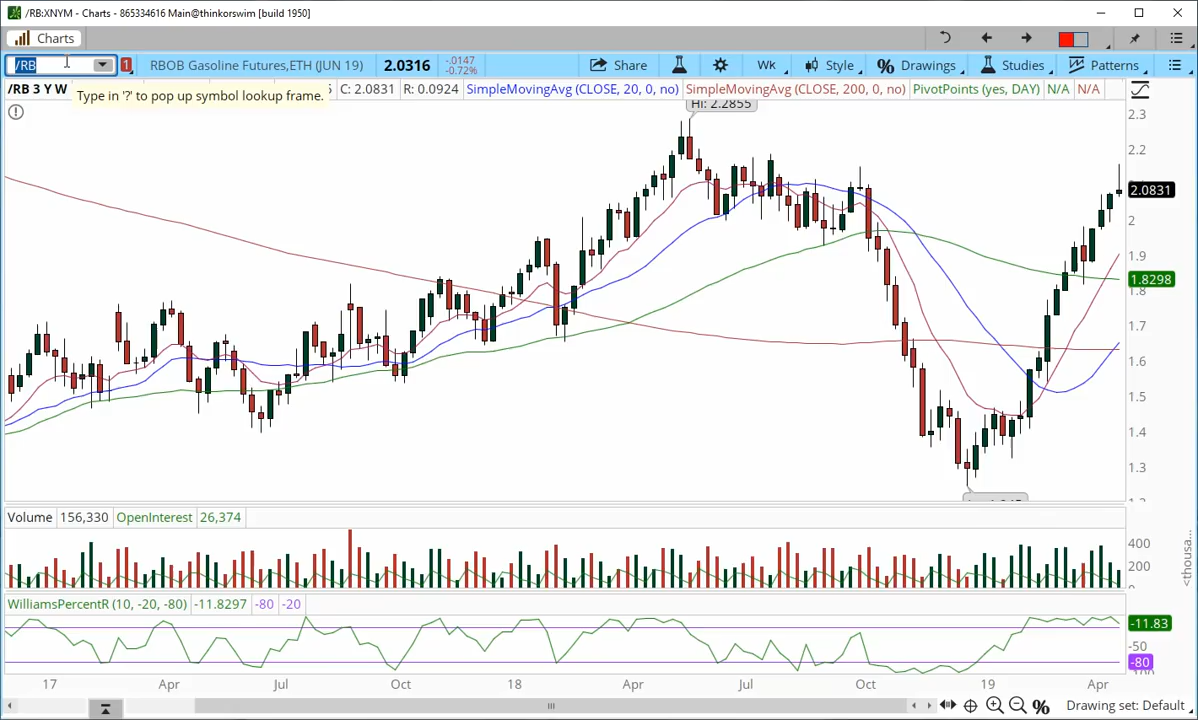 /RB:XNYM - Charts - 865334616 Main@thinkorswim [build 1950]
Charts
/RB
1
RBOB Gasoline Futures,ETH (JUN 19)
2.0316
-.0147
-0.72%
Share
Wk
Style
% Drawings
Studies
Patterns
/RB 3 Y W
C: 2.0831
R: 0.0924
SimpleMovingAvg (CLOSE, 20, 0, no)
SimpleMovingAvg (CLOSE, 200, 0, no)
PivotPoints (yes, DAY)
N/A
N/A
Type in '?' to pop up symbol lookup frame.
Hi: 2.2855
2.3
2.2
2.0831
2
1.9
1.8298
1.8
1.7
1.6
1.5
1.4
1.3
Volume
156,330
OpenInterest
26,374
400
200
0
<thousa...
WilliamsPercentR (10, -20, -80)
-11.8297
-80
-20
-11.83
-50
-80
17
Apr
Jul
Oct
18
Apr
Jul
Oct
19
Apr
%
Drawing set: Default